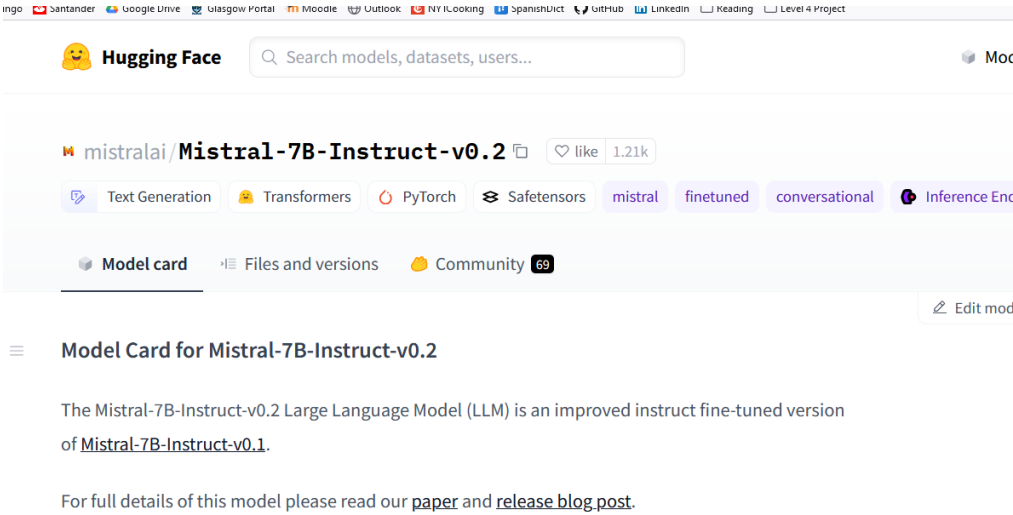 Santander Google Drive Glasgow Portal Moodle Outlook NYTCooking SpanishDict GitHub LinkedIn Reading Level 4 Project
Hugging Face Search models, datasets, users...
mistralai/Mistral-7B-Instruct-v0.2 like 1.21k
Text Generation Transformers PyTorch Safetensors mistral finetuned conversational Inference
Model card Files and versions Community 69
Edit
Model Card for Mistral-7B-Instruct-v0.2
The Mistral-7B-Instruct-v0.2 Large Language Model (LLM) is an improved instruct fine-tuned version
of Mistral-7B-Instruct-v0.1.
For full details of this model please read our paper and release blog post.